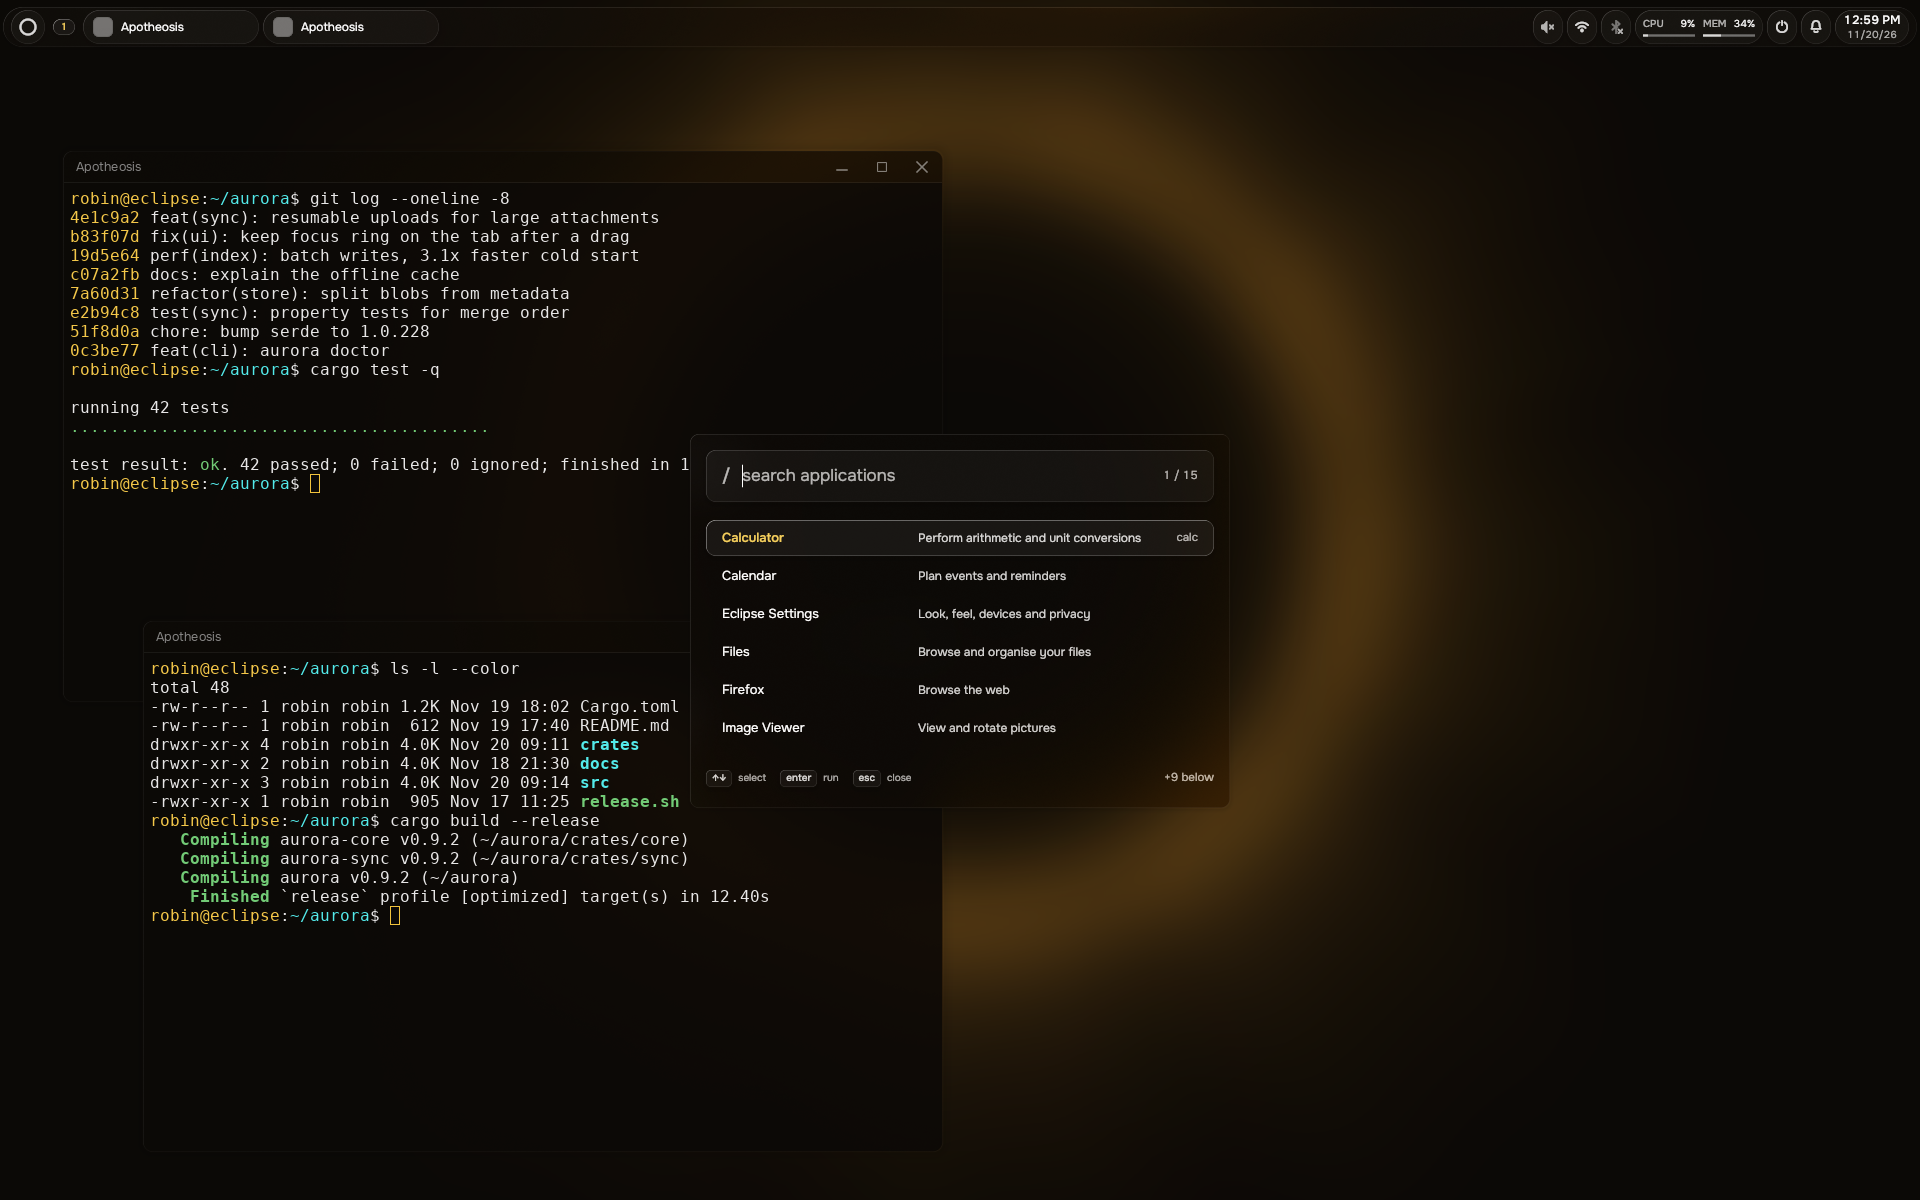 1
Apotheosis
Apotheosis
CPU 9% MEM 34%
12:59 PM
11/20/26
Apotheosis
robin@eclipse:~/aurora$ git log --oneline -8
4e1c9a2 feat(sync): resumable uploads for large attachments
b83f07d fix(ui): keep focus ring on the tab after a drag
19d5e64 perf(index): batch writes, 3.1x faster cold start
c07a2fb docs: explain the offline cache
7a60d31 refactor(store): split blobs from metadata
e2b94c8 test(sync): property tests for merge order
51f8d0a chore: bump serde to 1.0.228
0c3be77 feat(cli): aurora doctor
robin@eclipse:~/aurora$ cargo test -q
running 42 tests
..........................................
test result: ok. 42 passed; 0 failed; 0 ignored; finished in 1
robin@eclipse:~/aurora$
Apotheosis
robin@eclipse:~/aurora$ ls -l --color
total 48
-rw-r--r-- 1 robin robin 1.2K Nov 19 18:02 Cargo.toml
-rw-r--r-- 1 robin robin  612 Nov 19 17:40 README.md
drwxr-xr-x 4 robin robin 4.0K Nov 20 09:11 crates
drwxr-xr-x 2 robin robin 4.0K Nov 18 21:30 docs
drwxr-xr-x 3 robin robin 4.0K Nov 20 09:14 src
-rwxr-xr-x 1 robin robin  905 Nov 17 11:25 release.sh
robin@eclipse:~/aurora$ cargo build --release
   Compiling aurora-core v0.9.2 (~/aurora/crates/core)
   Compiling aurora-sync v0.9.2 (~/aurora/crates/sync)
   Compiling aurora v0.9.2 (~/aurora)
    Finished `release` profile [optimized] target(s) in 12.40s
robin@eclipse:~/aurora$
/ search applications 1 / 15
Calculator Perform arithmetic and unit conversions calc
Calendar Plan events and reminders
Eclipse Settings Look, feel, devices and privacy
Files Browse and organise your files
Firefox Browse the web
Image Viewer View and rotate pictures
↑↓ select enter run esc close +9 below